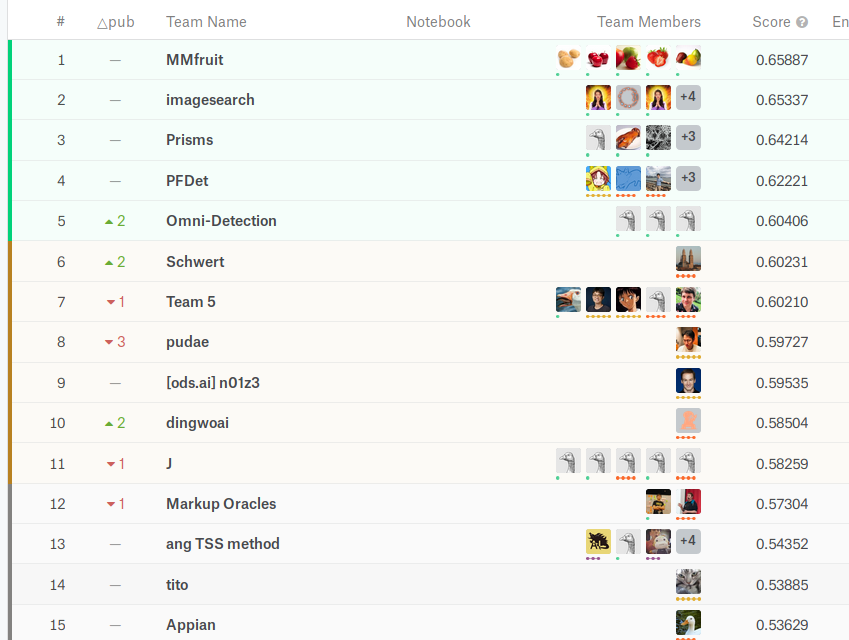 # △pub Team Name Notebook Team Members Score ? En
1 — MMfruit 0.65887
2 — imagesearch +4 0.65337
3 — Prisms +3 0.64214
4 — PFDet +3 0.62221
5 ▲ 2 Omni-Detection 0.60406
6 ▲ 2 Schwert 0.60231
7 ▼ 1 Team 5 0.60210
8 ▼ 3 pudae 0.59727
9 — [ods.ai] n01z3 0.59535
10 ▲ 2 dingwoai 0.58504
11 ▼ 1 J 0.58259
12 ▼ 1 Markup Oracles 0.57304
13 — ang TSS method +4 0.54352
14 — tito 0.53885
15 — Appian 0.53629